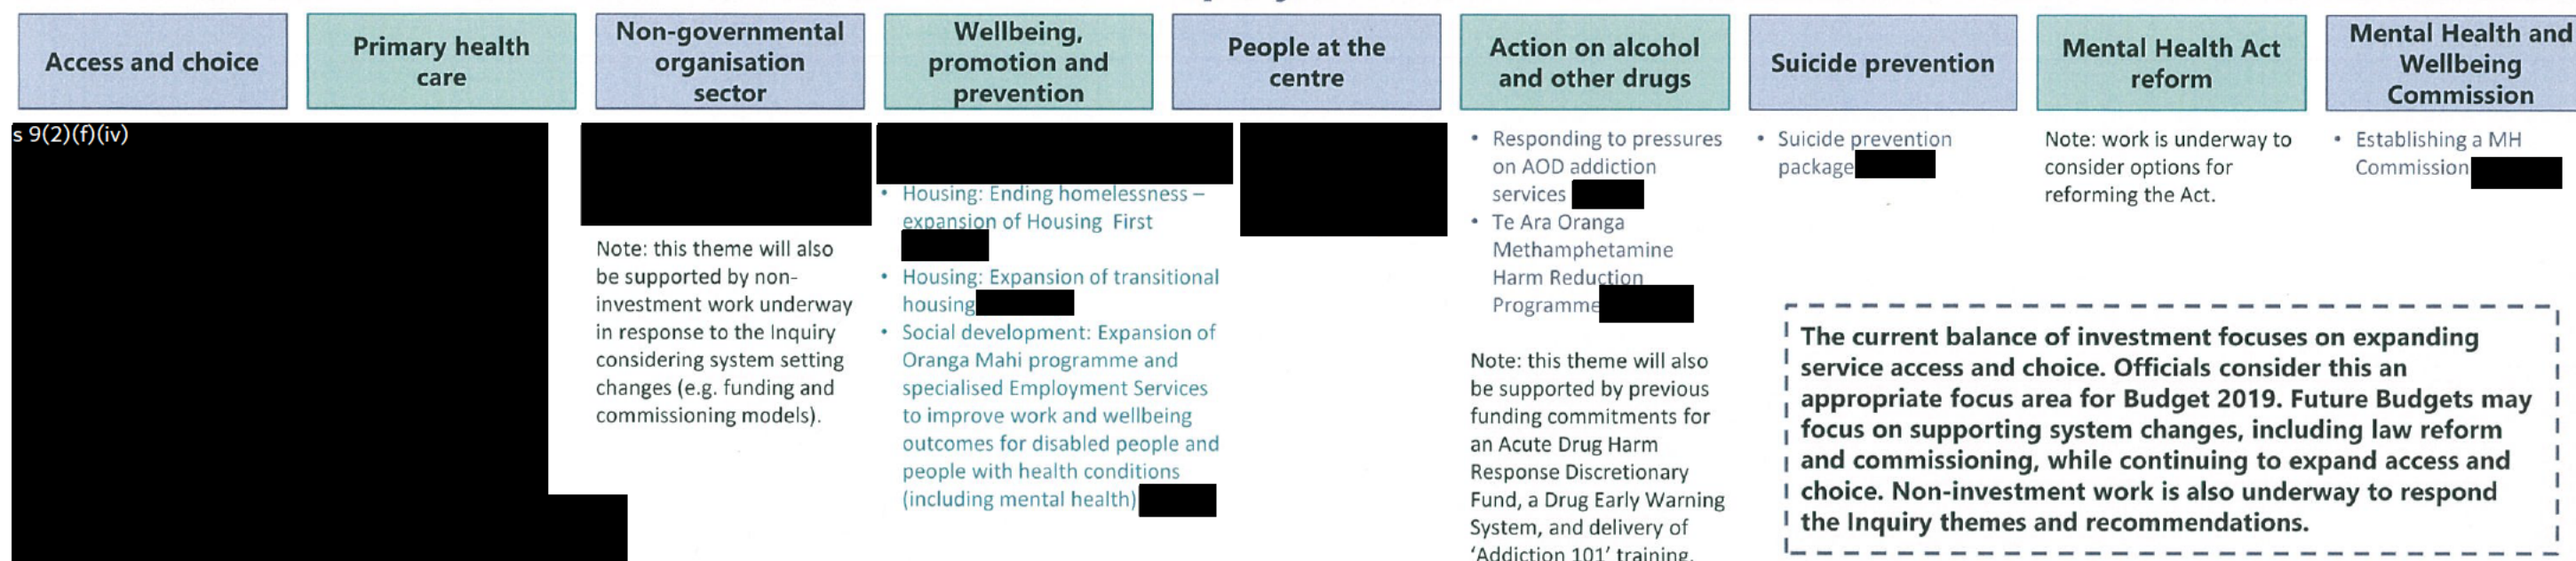 Access and choice
Primary health
care
Non-governmental
organisation
sector
Wellbeing,
promotion and
prevention
People at the
centre
Action on alcohol
and other drugs
Suicide prevention
Mental Health Act
reform
Mental Health and
Wellbeing
Commission
s 9(2)(f)(iv)
Note: this theme will also
be supported by non-
investment work underway
in response to the Inquiry
considering system setting
changes (e.g. funding and
commissioning models).
• Housing: Ending homelessness –
expansion of Housing First
• Housing: Expansion of transitional
housing
• Social development: Expansion of
Oranga Mahi programme and
specialised Employment Services
to improve work and wellbeing
outcomes for disabled people and
people with health conditions
(including mental health)
• Responding to pressures
on AOD addiction
services
• Te Ara Oranga
Methamphetamine
Harm Reduction
Programme
Note: this theme will also
be supported by previous
funding commitments for
an Acute Drug Harm
Response Discretionary
Fund, a Drug Early Warning
System, and delivery of
‘Addiction 101’ training.
• Suicide prevention
package
Note: work is underway to
consider options for
reforming the Act.
• Establishing a MH
Commission
The current balance of investment focuses on expanding
service access and choice. Officials consider this an
appropriate focus area for Budget 2019. Future Budgets may
focus on supporting system changes, including law reform
and commissioning, while continuing to expand access and
choice. Non-investment work is also underway to respond
the Inquiry themes and recommendations.